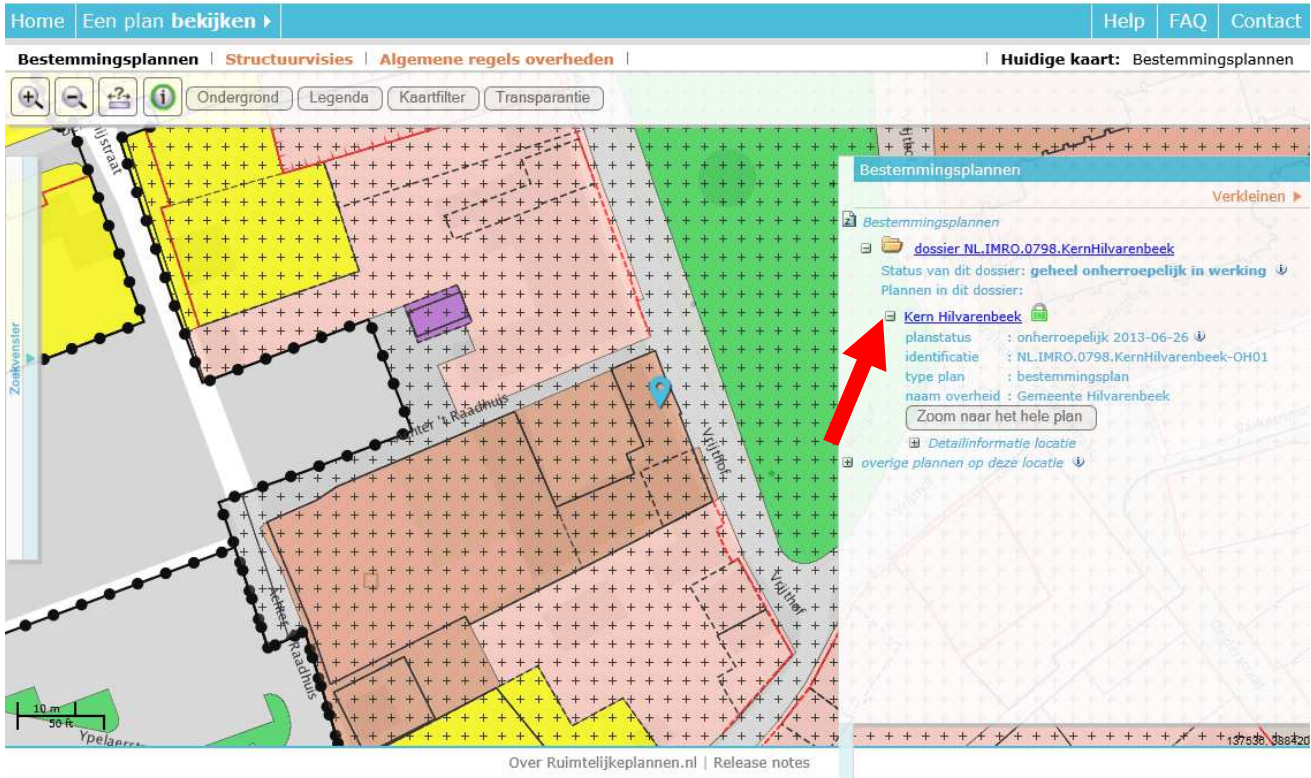 Home Een plan bekijken Help FAQ Contact
Bestemmingsplannen | Structuurvisies | Algemene regels overheden | | Huidige kaart: Bestemmingsplannen
Ondergrond Legenda Kaartfilter Transparantie
Zoekvenster
Achter 't Raadhuis
Vrijthof
Vrijthof
Achter 't Raadhuis
10 m
50 ft
Bestemmingsplannen
Verkleinen
Bestemmingsplannen
dossier NL.IMRO.0798.KernHilvarenbeek
Status van dit dossier: geheel onherroepelijk in werking
Plannen in dit dossier:
Kern Hilvarenbeek
planstatus : onherroepelijk 2013-06-26
identificatie : NL.IMRO.0798.KernHilvarenbeek-OH01
type plan : bestemmingsplan
naam overheid : Gemeente Hilvarenbeek
Zoom naar het hele plan
Detailinformatie locatie
overige plannen op deze locatie
137536, 388420
Over Ruimtelijkeplannen.nl | Release notes